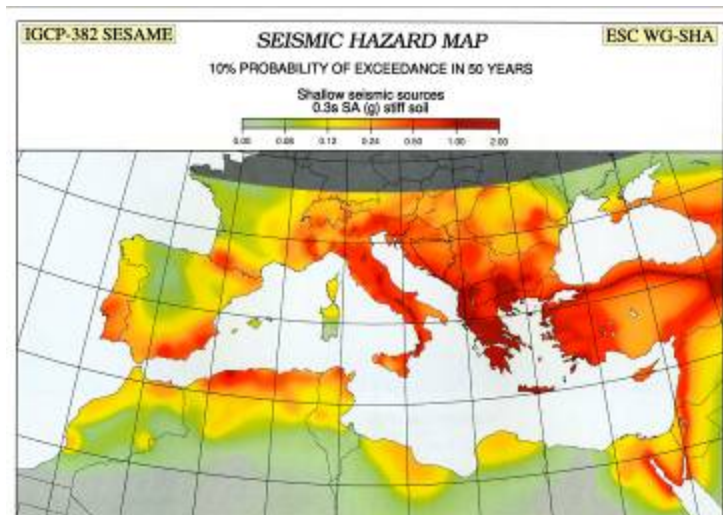 IGCP-382 SESAME
SEISMIC HAZARD MAP
ESC WG-SHA
10% PROBABILITY OF EXCEEDANCE IN 50 YEARS
Shallow seismic sources
0.3s SA (g) stiff soil
0.00 0.08 0.12 0.24 0.50 1.00 2.00